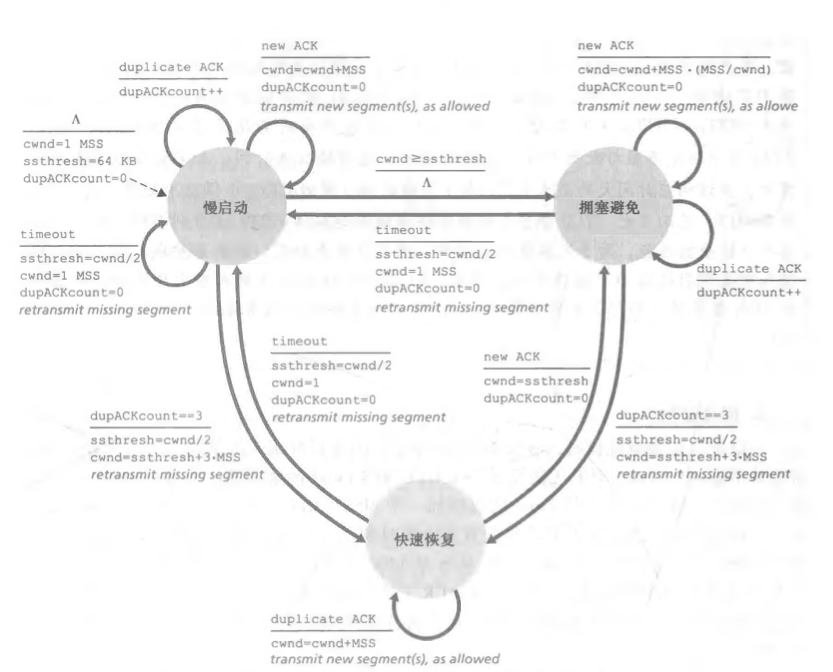 new ACK
cwnd=cwnd+MSS
dupACKcount=0
transmit new segment(s), as allowed
duplicate ACK
dupACKcount++
new ACK
cwnd=cwnd+MSS·(MSS/cwnd)
dupACKcount=0
transmit new segment(s), as allowe
Λ
cwnd=1 MSS
ssthresh=64 KB
dupACKcount=0
慢启动
cwnd≥ssthresh
Λ
拥塞避免
timeout
ssthresh=cwnd/2
cwnd=1 MSS
dupACKcount=0
retransmit missing segment
timeout
ssthresh=cwnd/2
cwnd=1 MSS
dupACKcount=0
retransmit missing segment
duplicate ACK
dupACKcount++
timeout
ssthresh=cwnd/2
cwnd=1
dupACKcount=0
retransmit missing segment
new ACK
cwnd=ssthresh
dupACKcount=0
dupACKcount==3
ssthresh=cwnd/2
cwnd=ssthresh+3·MSS
retransmit missing segment
dupACKcount==3
ssthresh=cwnd/2
cwnd=ssthresh+3·MSS
retransmit missing segment
快速恢复
duplicate ACK
cwnd=cwnd+MSS
transmit new segment(s), as allowed